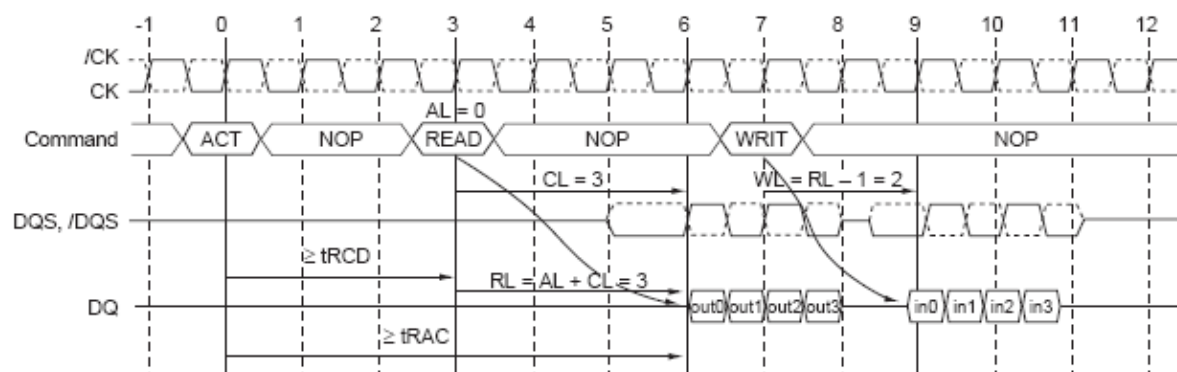 -1 0 1 2 3 4 5 6 7 8 9 10 11 12
/CK
CK
AL = 0
Command ACT NOP READ NOP WRIT NOP
CL = 3 WL = RL – 1 = 2
DQS, /DQS
≥ tRCD
RL = AL + CL = 3
DQ out0 out1 out2 out3 in0 in1 in2 in3
≥ tRAC